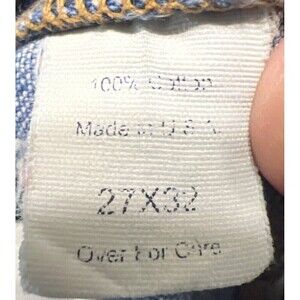 100% Cotton
Made in U.S.A.
27X32
Over For Care